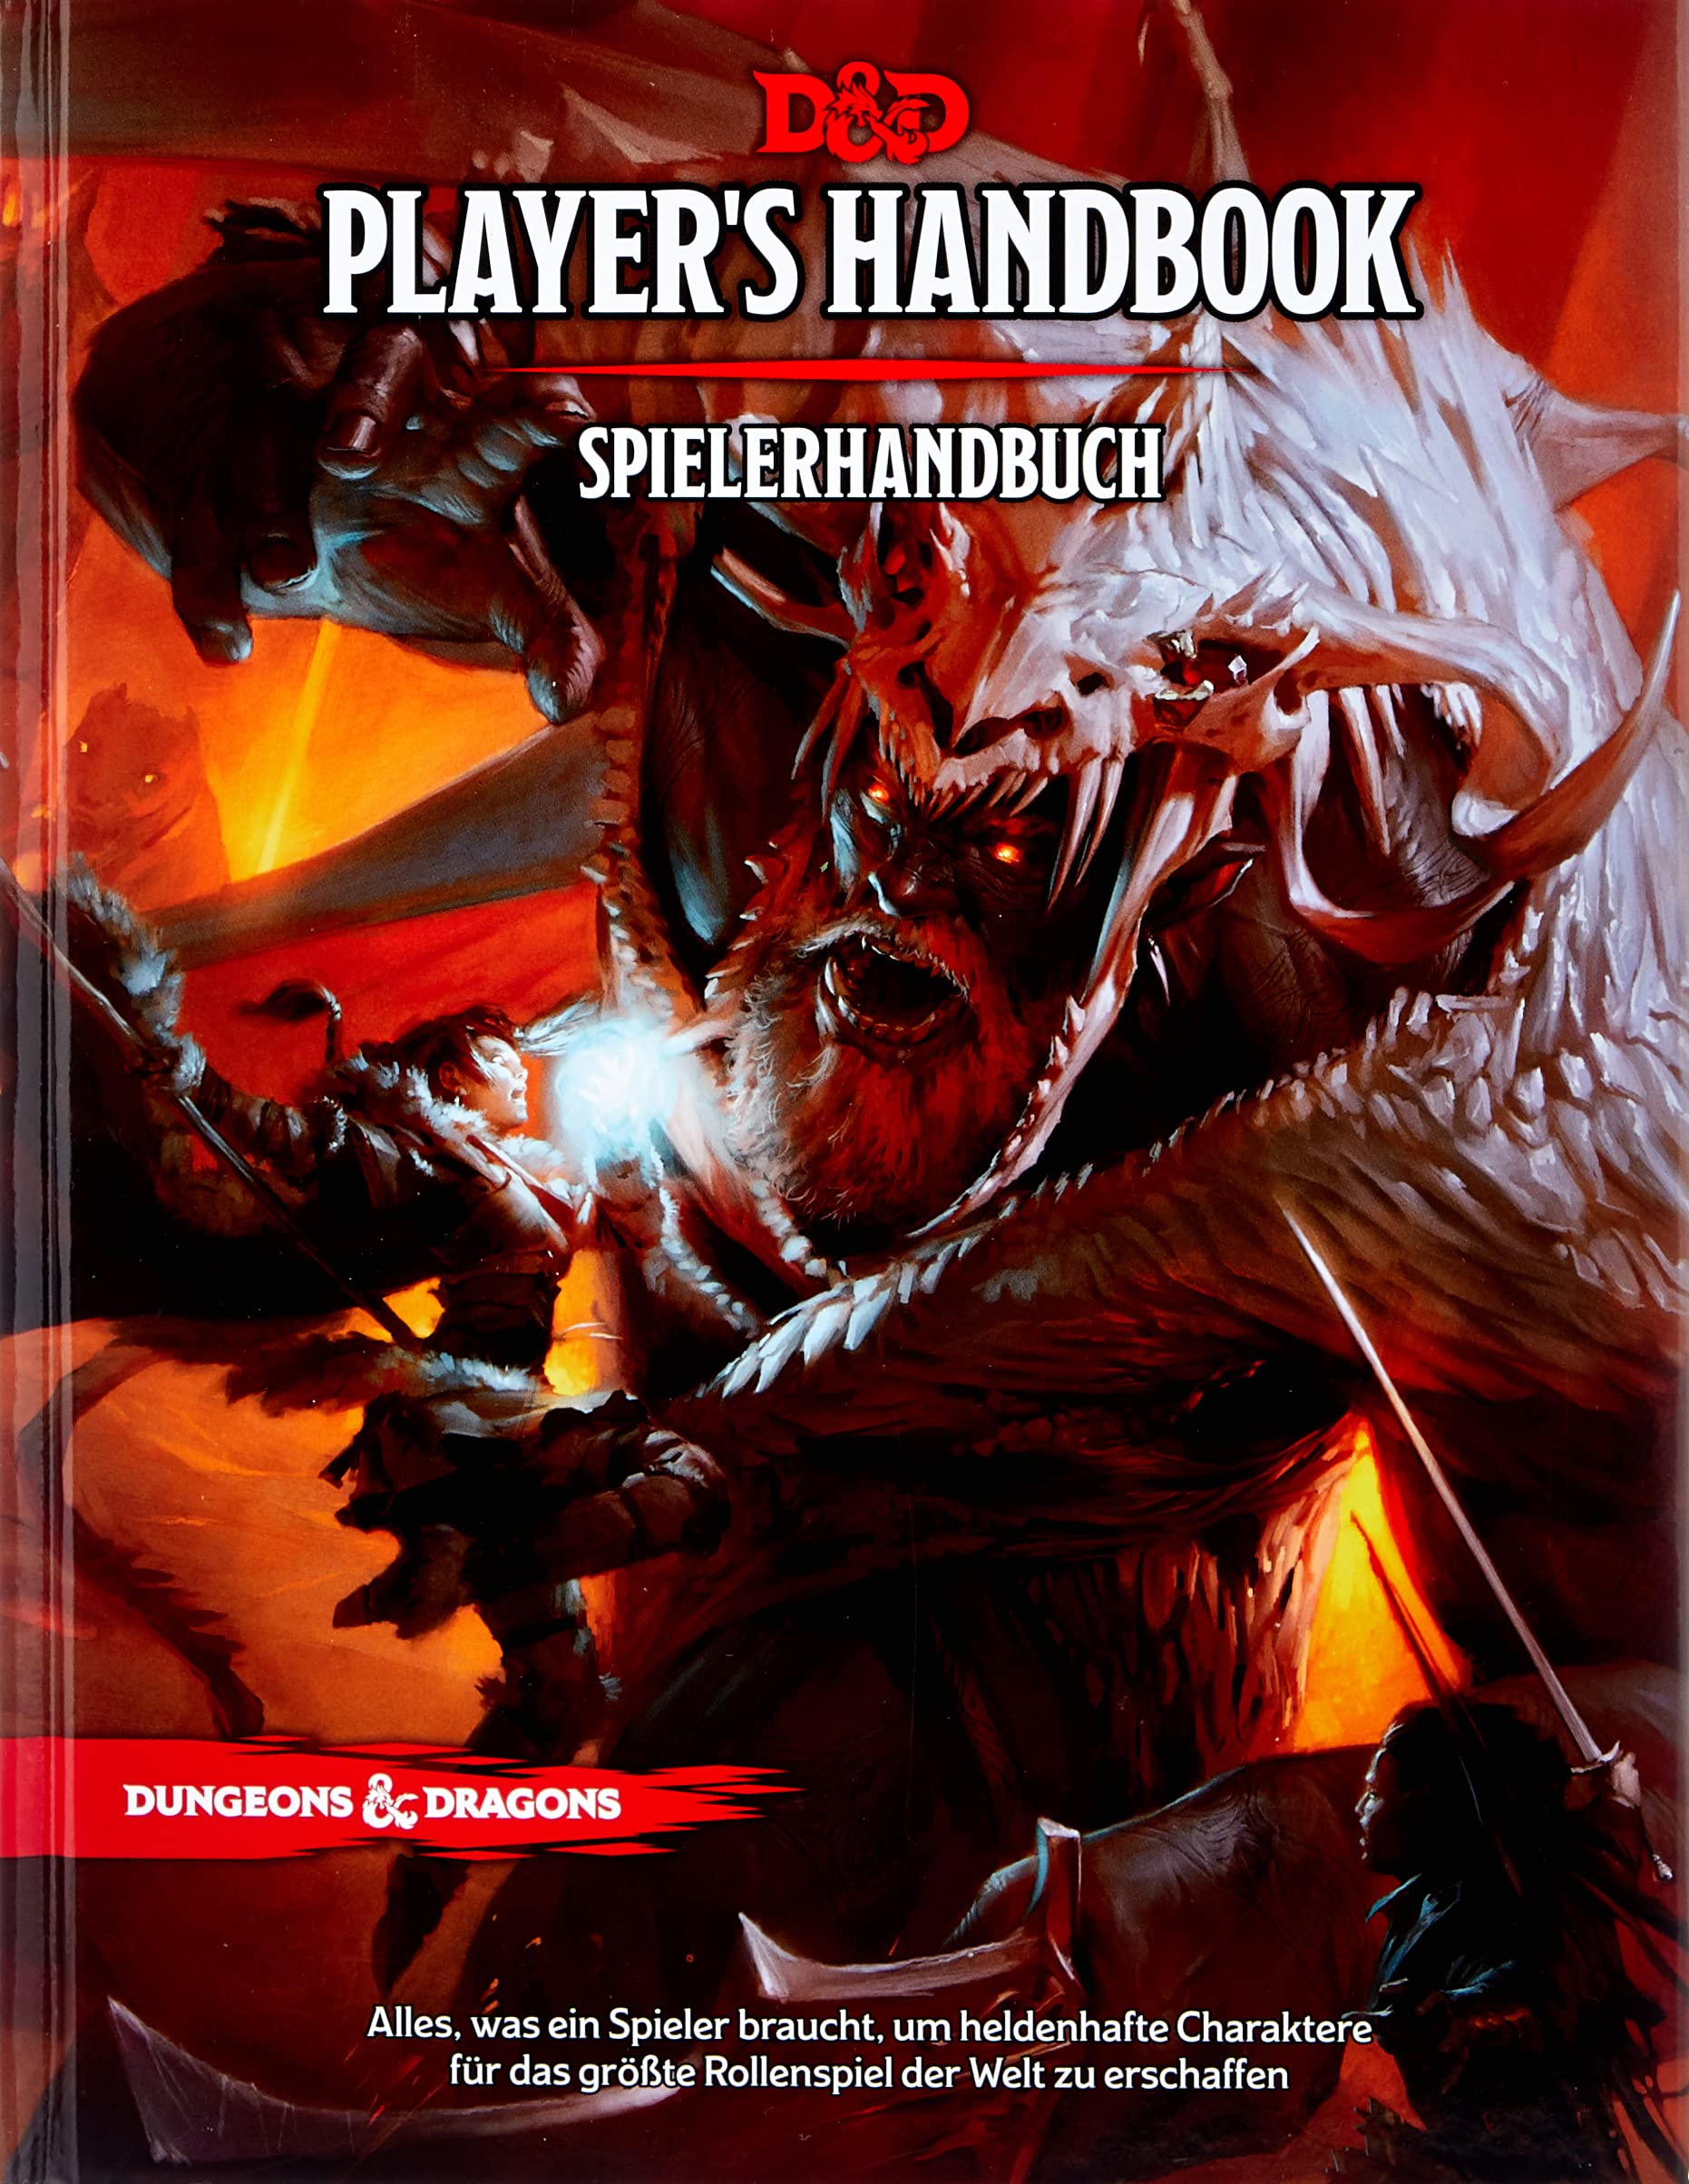 D&D
PLAYER'S HANDBOOK
SPIELERHANDBUCH
DUNGEONS & DRAGONS
Alles, was ein Spieler braucht, um heldenhafte Charaktere
für das größte Rollenspiel der Welt zu erschaffen